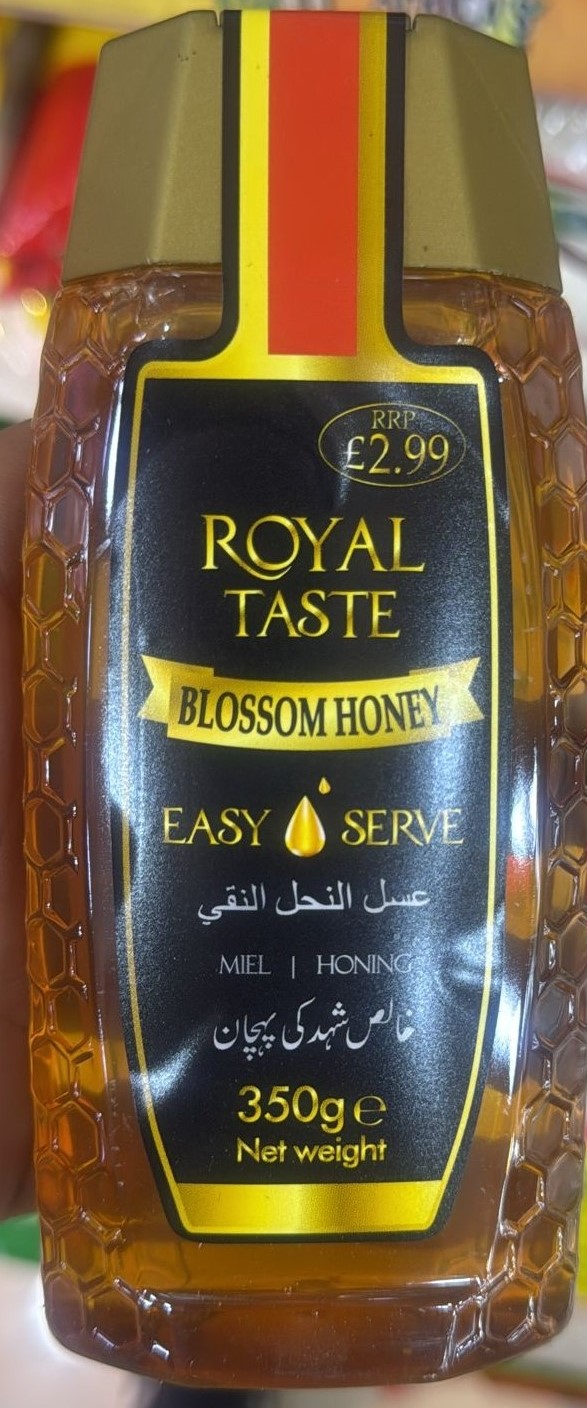 RRP
£2.99
ROYAL
TASTE
BLOSSOM HONEY
EASY SERVE
عسل النحل النقي
MIEL | HONING
خالص شہد کی پہچان
350g e
Net weight